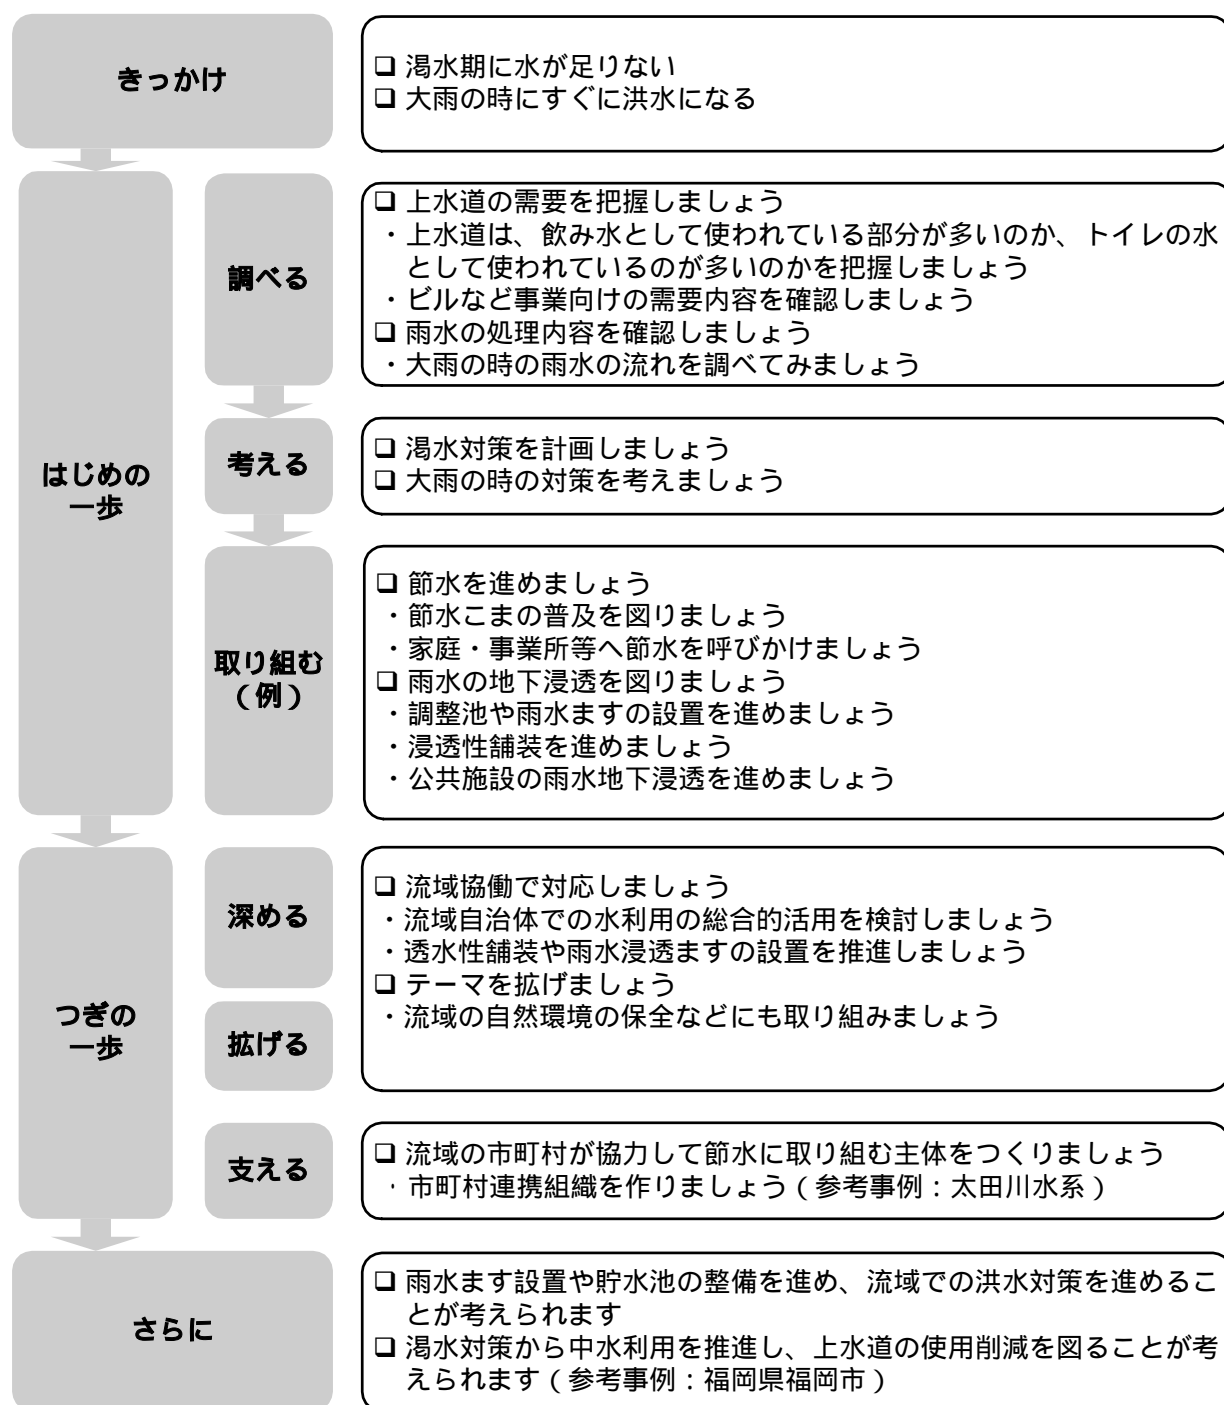 きっかけ
❑ 渇水期に水が足りない
❑ 大雨の時にすぐに洪水になる
はじめの
一歩
調べる
❑ 上水道の需要を把握しましょう
・上水道は、飲み水として使われている部分が多いのか、トイレの水
として使われているのが多いのかを把握しましょう
・ビルなど事業向けの需要内容を確認しましょう
❑ 雨水の処理内容を確認しましょう
・大雨の時の雨水の流れを調べてみましょう
考える
❑ 渇水対策を計画しましょう
❑ 大雨の時の対策を考えましょう
取り組む
（例）
❑ 節水を進めましょう
・節水こまの普及を図りましょう
・家庭・事業所等へ節水を呼びかけましょう
❑ 雨水の地下浸透を図りましょう
・調整池や雨水ますの設置を進めましょう
・浸透性舗装を進めましょう
・公共施設の雨水地下浸透を進めましょう
つぎの
一歩
深める
拡げる
❑ 流域協働で対応しましょう
・流域自治体での水利用の総合的活用を検討しましょう
・透水性舗装や雨水浸透ますの設置を推進しましょう
❑ テーマを拡げましょう
・流域の自然環境の保全などにも取り組みましょう
支える
❑ 流域の市町村が協力して節水に取り組む主体をつくりましょう
・市町村連携組織を作りましょう（参考事例：太田川水系）
さらに
❑ 雨水ます設置や貯水池の整備を進め、流域での洪水対策を進めるこ
とが考えられます
❑ 渇水対策から中水利用を推進し、上水道の使用削減を図ることが考
えられます（参考事例：福岡県福岡市）